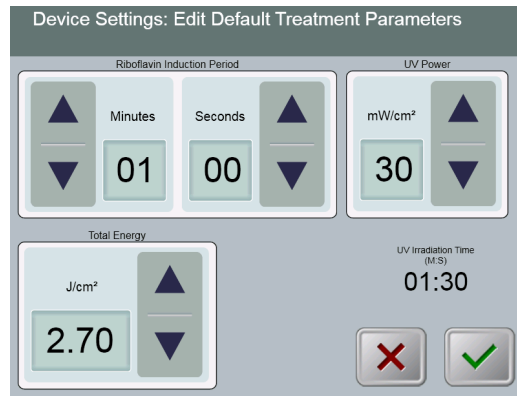 Device Settings: Edit Default Treatment Parameters
Riboflavin Induction Period
Minutes
01
Seconds
00
UV Power
mW/cm²
30
Total Energy
J/cm²
2.70
UV Irradiation Time
(M:S)
01:30